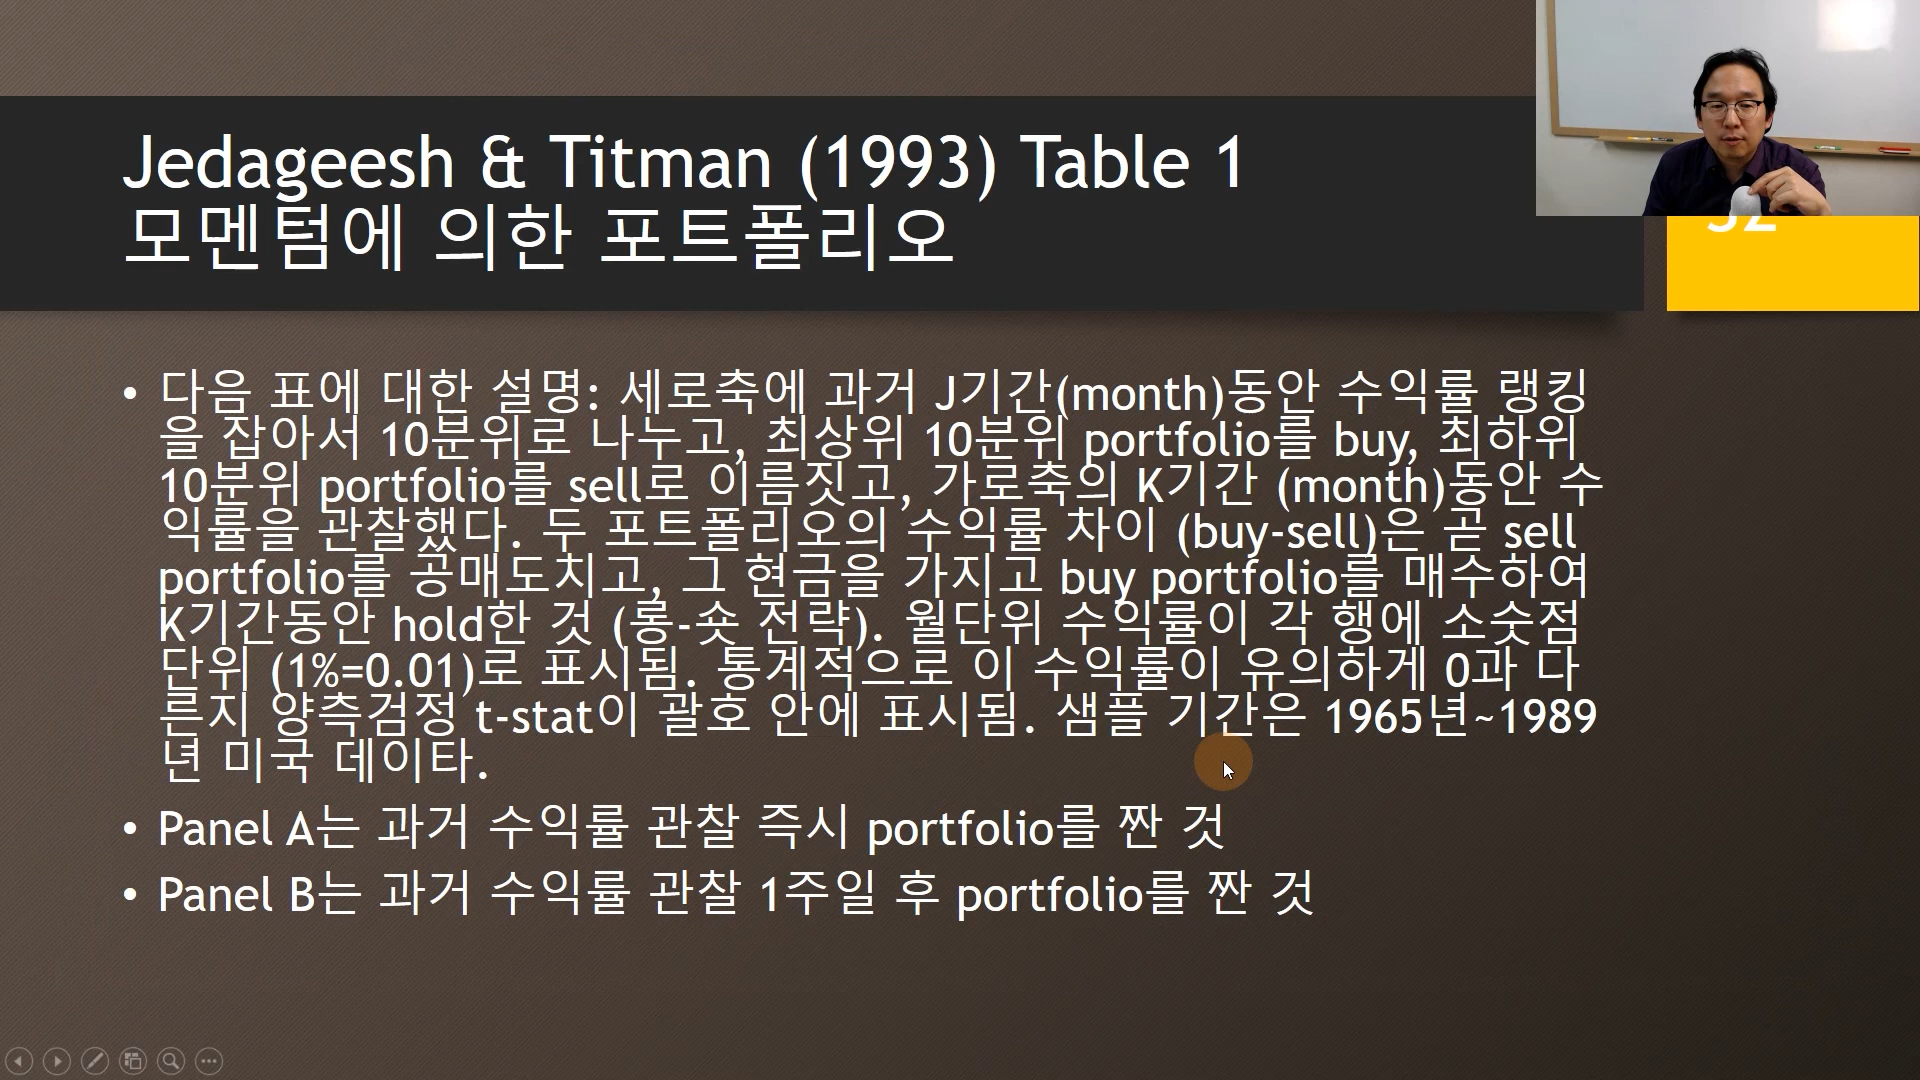 Jedageesh & Titman (1993) Table 1
모멘텀에 의한 포트폴리오
• 다음 표에 대한 설명: 세로축에 과거 J기간(month)동안 수익률 랭킹
을 잡아서 10분위로 나누고, 최상위 10분위 portfolio를 buy, 최하위
10분위 portfolio를 sell로 이름짓고, 가로축의 K기간 (month)동안 수
익률을 관찰했다. 두 포트폴리오의 수익률 차이 (buy-sell)은 곧 sell
portfolio를 공매도치고, 그 현금을 가지고 buy portfolio를 매수하여
K기간동안 hold한 것 (롱-숏 전략). 월단위 수익률이 각 행에 소숫점
단위 (1%=0.01)로 표시됨. 통계적으로 이 수익률이 유의하게 0과 다
른지 양측검정 t-stat이 괄호 안에 표시됨. 샘플 기간은 1965년~1989
년 미국 데이타.
• Panel A는 과거 수익률 관찰 즉시 portfolio를 짠 것
• Panel B는 과거 수익률 관찰 1주일 후 portfolio를 짠 것